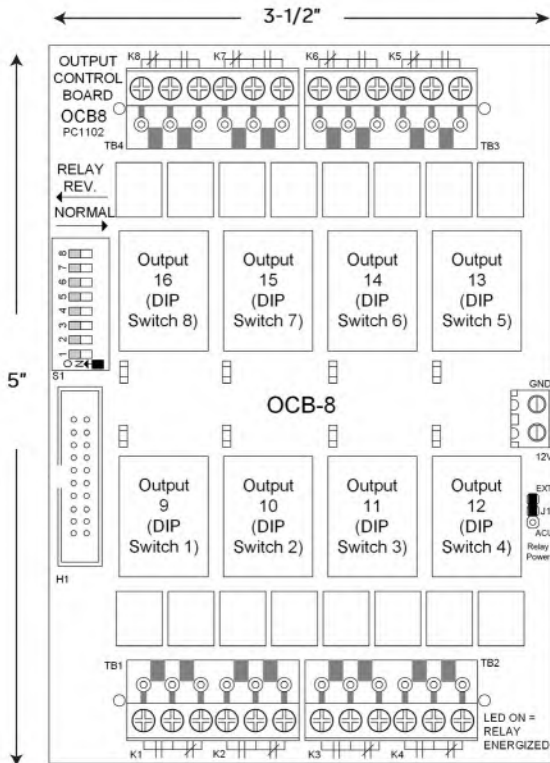 3-1/2"
OUTPUT
CONTROL
BOARD
OCB8
PC1102
K8
K7
K6
K5
TB4
TB3
RELAY
REV.
NORMAL
Output
16
(DIP
Switch 8)
Output
15
(DIP
Switch 7)
Output
14
(DIP
Switch 6)
Output
13
(DIP
Switch 5)
8
7
6
5
4
3
2
1
ON
S1
5"
OCB-8
GND
12V
EXT
J1
ACU
Relay
Power
H1
Output
9
(DIP
Switch 1)
Output
10
(DIP
Switch 2)
Output
11
(DIP
Switch 3)
Output
12
(DIP
Switch 4)
TB1
TB2
K1
K2
K3
K4
LED ON =
RELAY
ENERGIZED